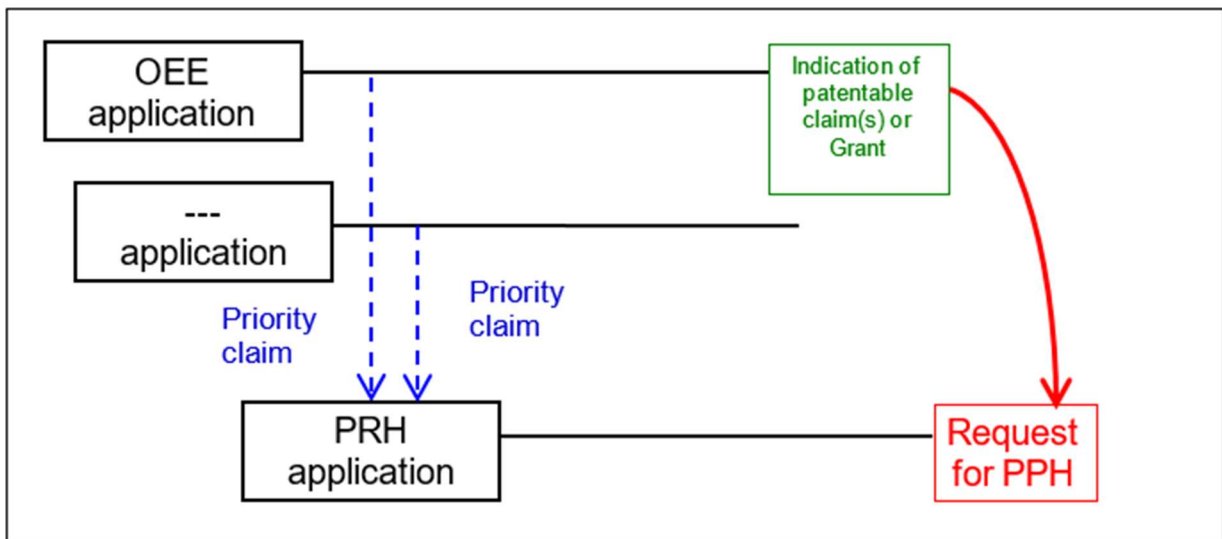 OEE
application
Indication of
patentable
claim(s) or
Grant
---
application
Priority
claim
Priority
claim
PRH
application
Request
for PPH